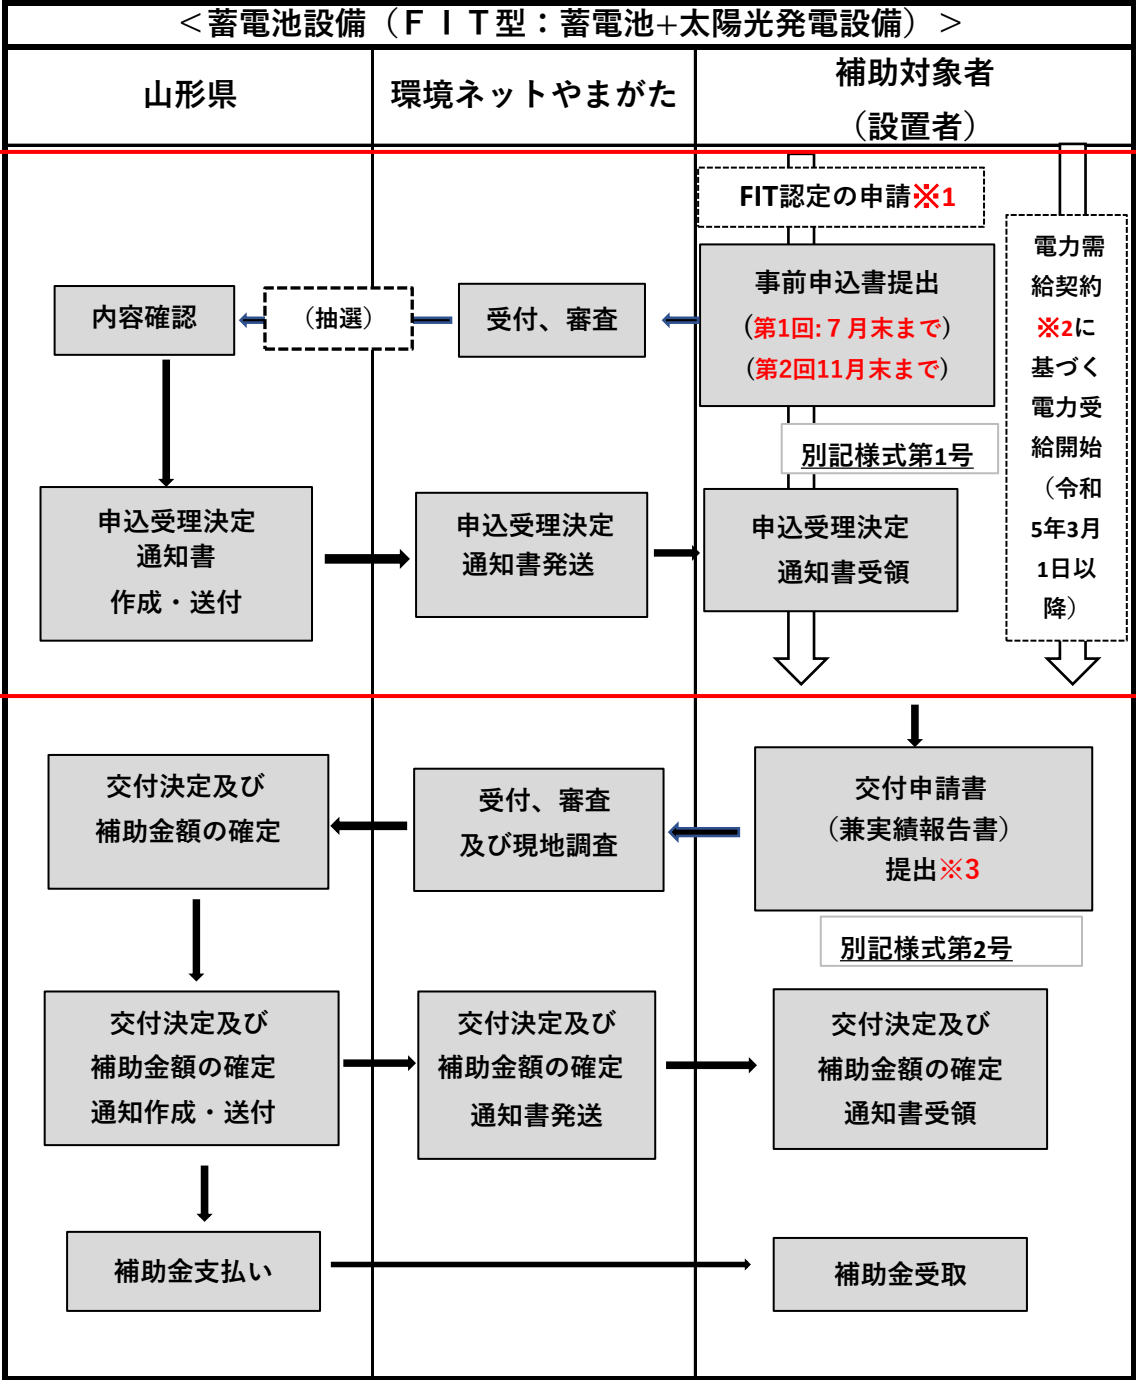 ＜蓄電池設備（ＦＩＴ型：蓄電池+太陽光発電設備）＞
山形県
環境ネットやまがた
補助対象者
（設置者）
FIT認定の申請※1
電力需
給契約
※2に
基づく
電力受
給開始
（令和
5年3月
1日以
降）
事前申込書提出
(第1回:７月末まで)
(第2回11月末まで)
受付、審査
（抽選）
内容確認
別記様式第1号
申込受理決定
通知書
作成・送付
申込受理決定
通知書発送
申込受理決定
通知書受領
交付申請書
（兼実績報告書）
提出※3
受付、審査
及び現地調査
交付決定及び
補助金額の確定
別記様式第2号
交付決定及び
補助金額の確定
通知作成・送付
交付決定及び
補助金額の確定
通知書発送
交付決定及び
補助金額の確定
通知書受領
補助金支払い
補助金受取